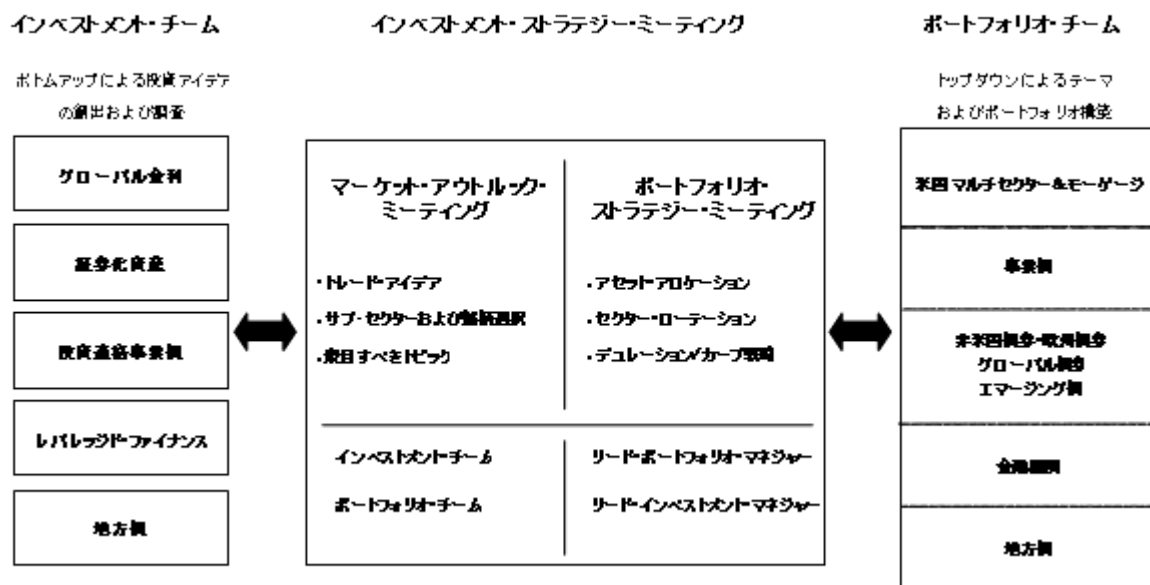 インベストメント・チーム
ボトムアップによる投資アイデア
の創出および調査
グローバル金利
証券化資産
投資適格事業債
レバレッジド・ファイナンス
地方債
インベストメント・ストラテジー・ミーティング
マーケット・アウトルック・
ミーティング
・トレード・アイデア
・サブ・セクターおよび銘柄選択
・注目すべきトピック
ポートフォリオ・
ストラテジー・ミーティング
・アセット・アロケーション
・セクター・ローテーション
・デュレーション/カーブ戦略
インベストメント・チーム
ポートフォリオ・チーム
リード・ポートフォリオ・マネジャー
リード・インベストメント・マネジャー
ポートフォリオ・チーム
トップダウンによるテーマ
およびポートフォリオ構築
米国マルチセクター&モーゲージ
事業債
非米国債券・欧州債券
グローバル債券
エマージング債
地方債